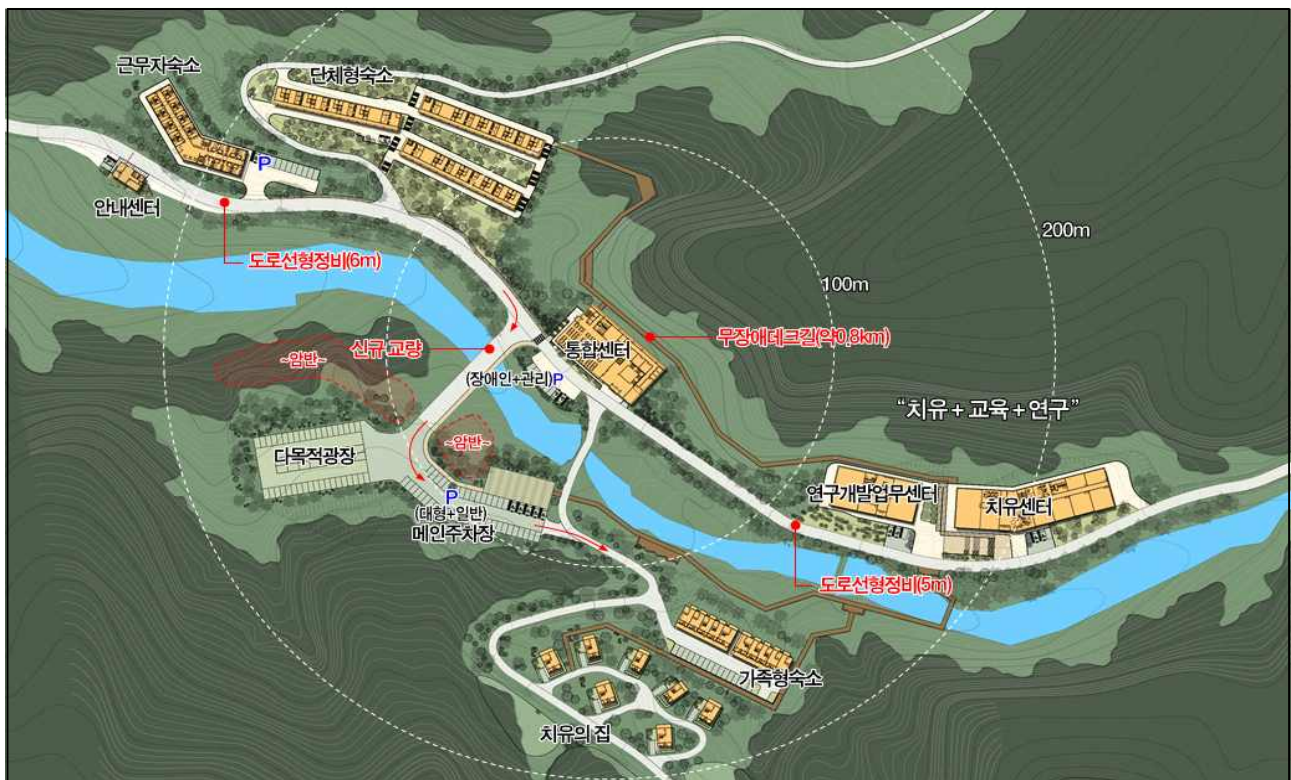 근무자숙소
단체형숙소
P
안내센터
200m
도로선형정비(6m)
100m
무장애데크길(약0.8km)
신규 교량
통합센터
~암반~
(장애인+관리)P
"치유+교육+연구"
~암반~
다목적광장
연구개발업무센터
치유센터
P
(대형+일반)
메인주차장
도로선형정비(5m)
가족형숙소
치유의 집